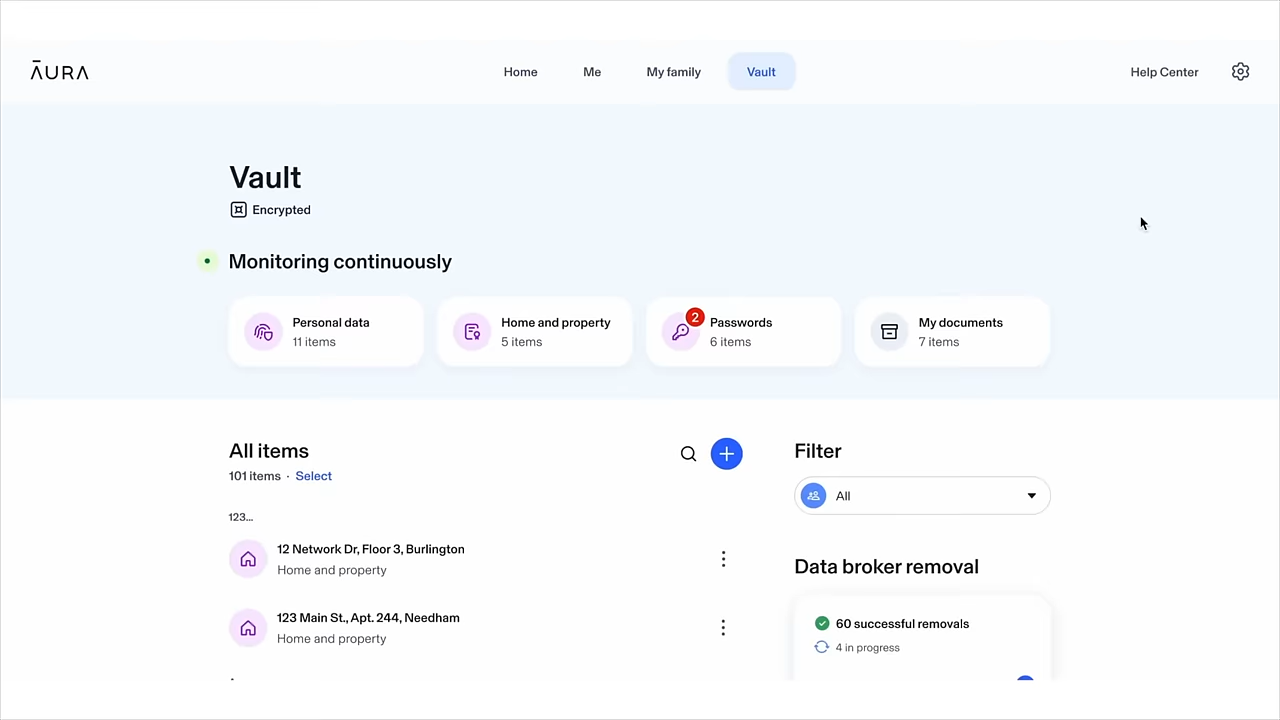 ĀURA
Home
Me
My family
Vault
Help Center
Vault
Encrypted
Monitoring continuously
Personal data
11 items
Home and property
5 items
2
Passwords
6 items
My documents
7 items
All items
101 items · Select
123...
12 Network Dr, Floor 3, Burlington
Home and property
123 Main St., Apt. 244, Needham
Home and property
Filter
All
Data broker removal
60 successful removals
4 in progress